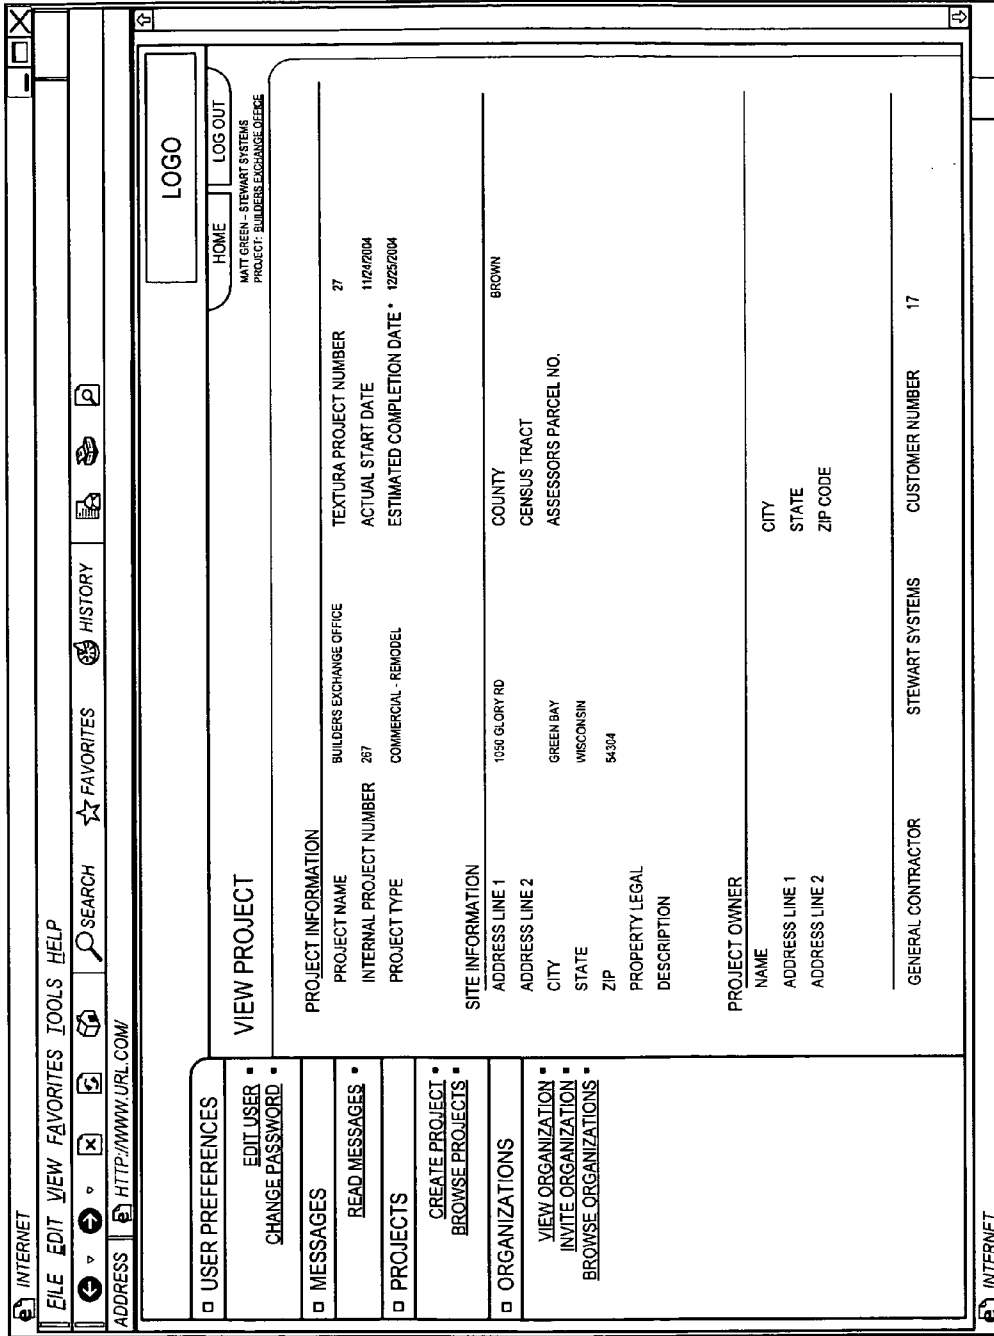 INTERNET
FILE EDIT VIEW FAVORITES TOOLS HELP
SEARCH FAVORITES HISTORY
ADDRESS HTTP://WWW.URL.COM/
LOGO
HOME LOG OUT
MATT GREEN – STEWART SYSTEMS
PROJECT: BUILDERS EXCHANGE OFFICE
USER PREFERENCES
EDIT USER
CHANGE PASSWORD
MESSAGES
READ MESSAGES
PROJECTS
CREATE PROJECT
BROWSE PROJECTS
ORGANIZATIONS
VIEW ORGANIZATION
INVITE ORGANIZATION
BROWSE ORGANIZATIONS
VIEW PROJECT
PROJECT INFORMATION
PROJECT NAME BUILDERS EXCHANGE OFFICE TEXTURA PROJECT NUMBER 27
INTERNAL PROJECT NUMBER 267 ACTUAL START DATE 11/24/2004
PROJECT TYPE COMMERCIAL - REMODEL ESTIMATED COMPLETION DATE * 12/25/2004
SITE INFORMATION
ADDRESS LINE 1 1050 GLORY RD COUNTY BROWN
ADDRESS LINE 2 CENSUS TRACT
CITY GREEN BAY ASSESSORS PARCEL NO.
STATE WISCONSIN
ZIP 54304
PROPERTY LEGAL
DESCRIPTION
PROJECT OWNER
NAME CITY
ADDRESS LINE 1 STATE
ADDRESS LINE 2 ZIP CODE
GENERAL CONTRACTOR STEWART SYSTEMS CUSTOMER NUMBER 17
INTERNET